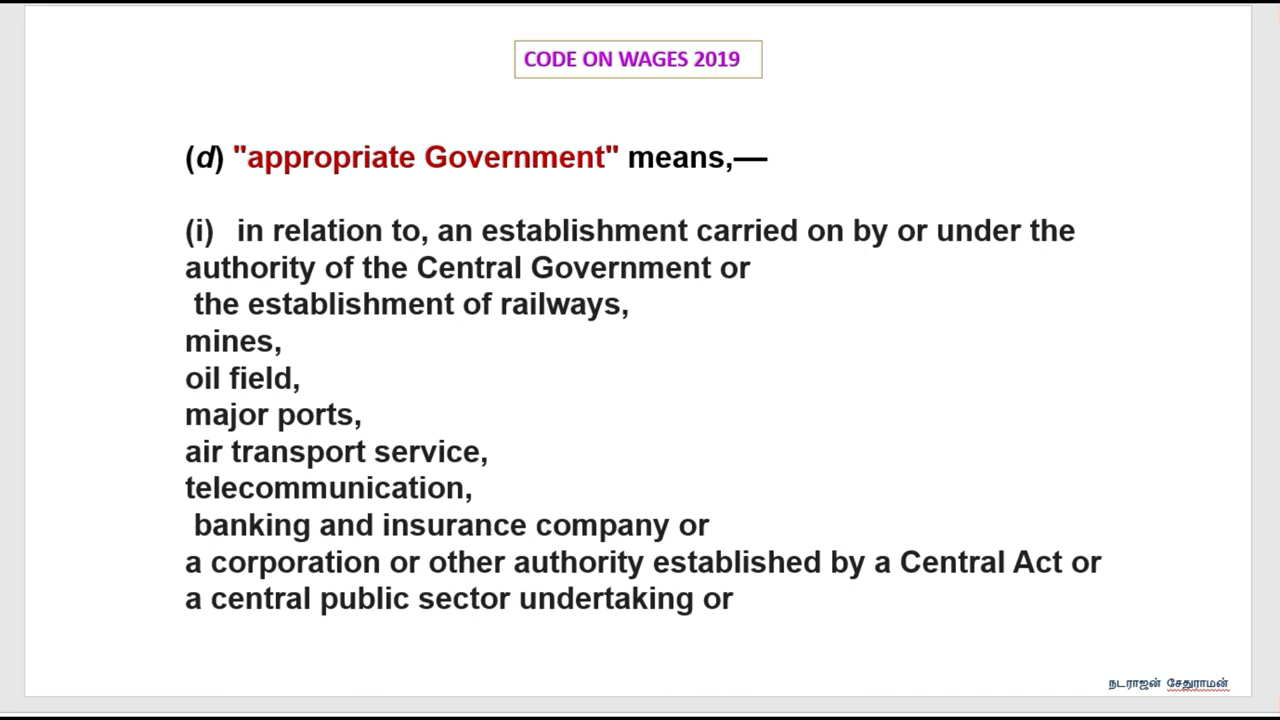 CODE ON WAGES 2019
(d) "appropriate Government" means,—
(i) in relation to, an establishment carried on by or under the
authority of the Central Government or
the establishment of railways,
mines,
oil field,
major ports,
air transport service,
telecommunication,
banking and insurance company or
a corporation or other authority established by a Central Act or
a central public sector undertaking or
நடராஜன் சேதுராமன்